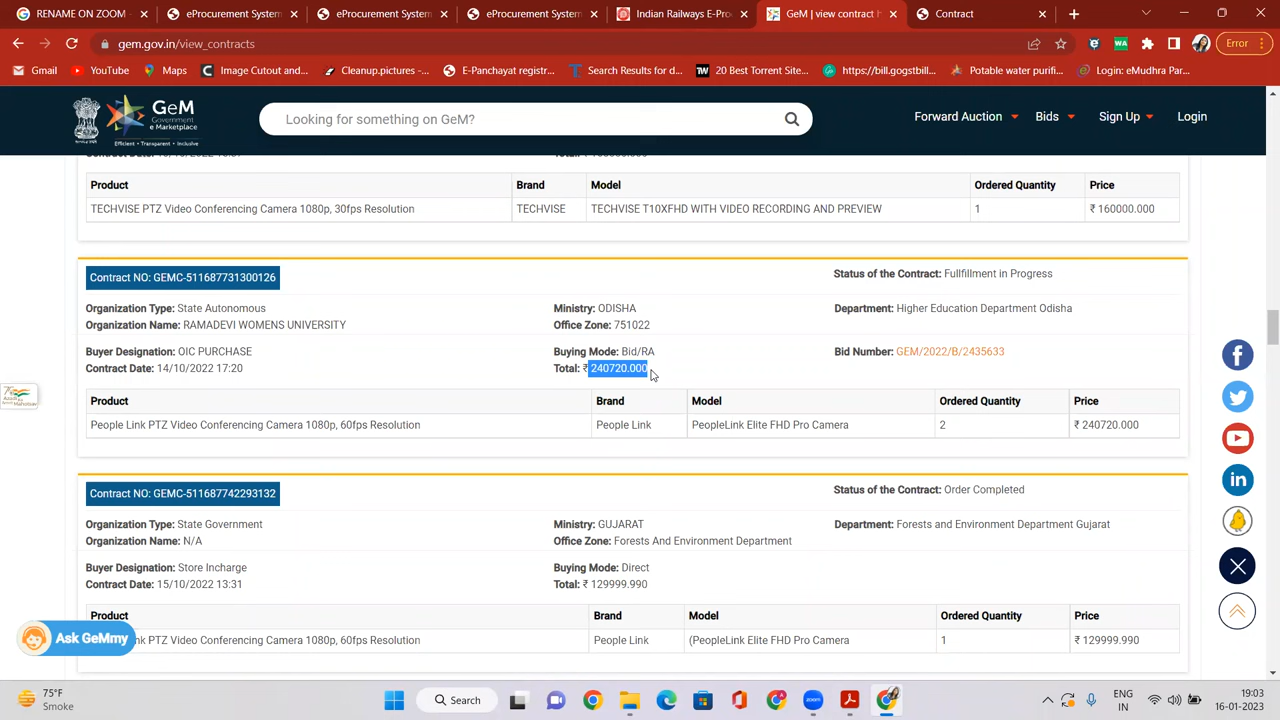 RENAME ON ZOOM -
eProcurement System
eProcurement System
eProcurement System
Indian Railways E-Pro
GeM | view contract h
Contract
gem.gov.in/view_contracts
Error
Gmail
YouTube
Maps
Image Cutout and...
Cleanup.pictures -...
E-Panchayat registr...
Search Results for d...
20 Best Torrent Site...
https://bill.gogstbill...
Potable water purifi...
Login: eMudhra Par...
GeM
Government
e Marketplace
Efficient • Transparent • Inclusive
Looking for something on GeM?
Forward Auction
Bids
Sign Up
Login
Product Brand Model Ordered Quantity Price
TECHVISE PTZ Video Conferencing Camera 1080p, 30fps Resolution TECHVISE TECHVISE T10XFHD WITH VIDEO RECORDING AND PREVIEW 1 ₹ 160000.000
Contract NO: GEMC-511687731300126 Status of the Contract: Fullfillment in Progress
Organization Type: State Autonomous Ministry: ODISHA Department: Higher Education Department Odisha
Organization Name: RAMADEVI WOMENS UNIVERSITY Office Zone: 751022
Buyer Designation: OIC PURCHASE Buying Mode: Bid/RA Bid Number: GEM/2022/B/2435633
Contract Date: 14/10/2022 17:20 Total: ₹ 240720.000
Product Brand Model Ordered Quantity Price
People Link PTZ Video Conferencing Camera 1080p, 60fps Resolution People Link PeopleLink Elite FHD Pro Camera 2 ₹ 240720.000
Contract NO: GEMC-511687742293132 Status of the Contract: Order Completed
Organization Type: State Government Ministry: GUJARAT Department: Forests and Environment Department Gujarat
Organization Name: N/A Office Zone: Forests And Environment Department
Buyer Designation: Store Incharge Buying Mode: Direct
Contract Date: 15/10/2022 13:31 Total: ₹ 129999.990
Product Brand Model Ordered Quantity Price
nk PTZ Video Conferencing Camera 1080p, 60fps Resolution People Link (PeopleLink Elite FHD Pro Camera 1 ₹ 129999.990
Ask GeMmy
75°F
Smoke
Search
ENG
IN
19:03
16-01-2023